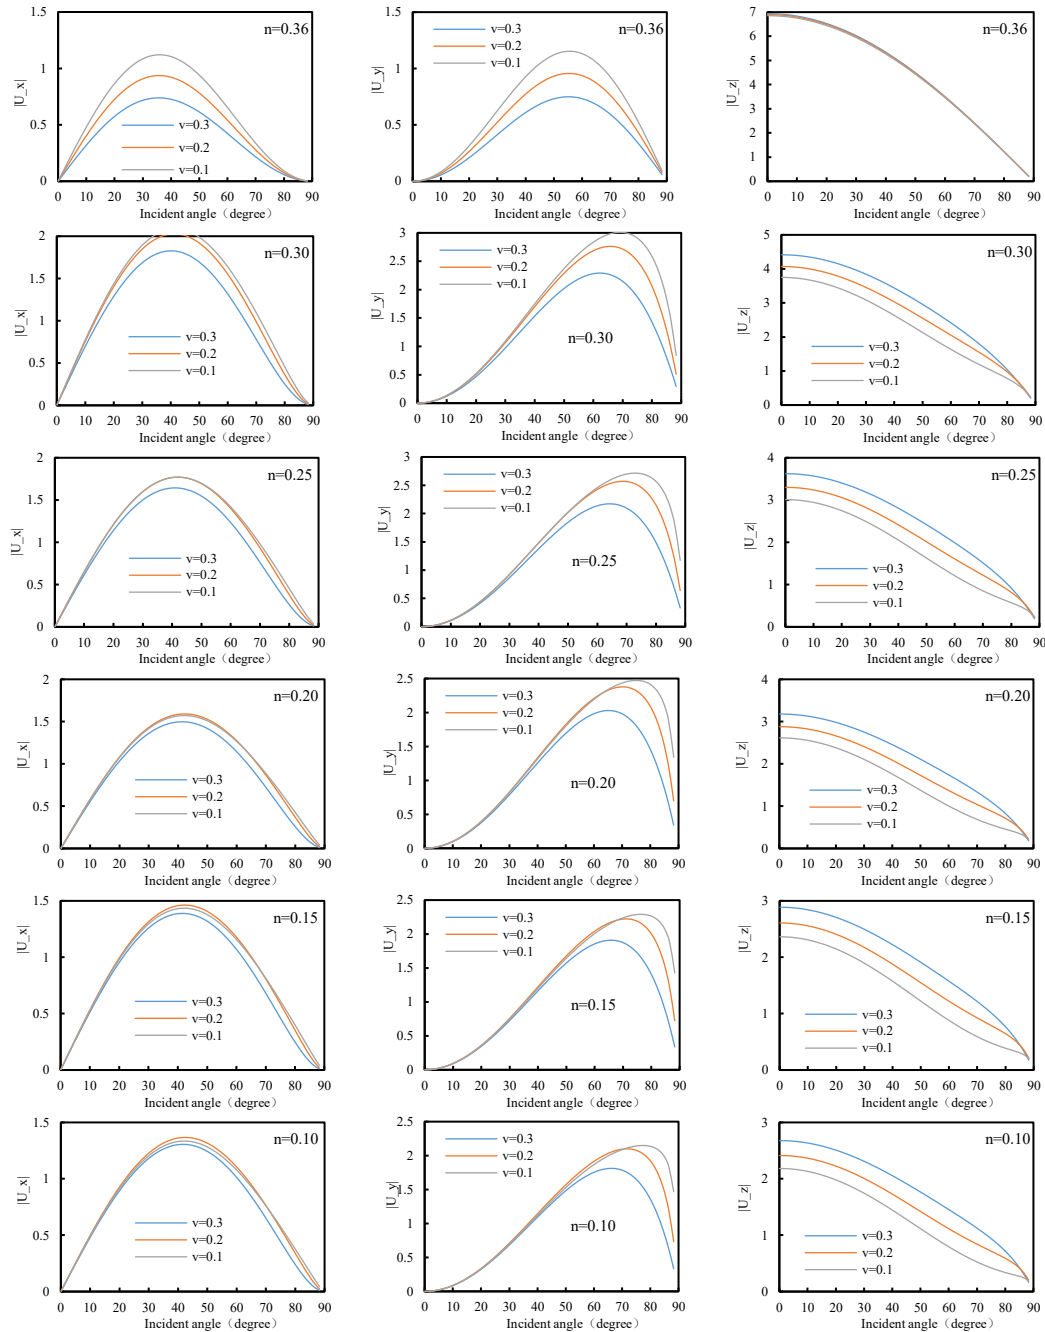 1.5
n=0.36
1
|U_x|
0.5
v=0.3
v=0.2
v=0.1
0
0 10 20 30 40 50 60 70 80 90
Incident angle（degree）
1.5
v=0.3
n=0.36
v=0.2
v=0.1
1
|U_y|
0.5
0
0 10 20 30 40 50 60 70 80 90
Incident angle（degree）
7
n=0.36
6
5
|U_z|
4
3
2
1
0
0 10 20 30 40 50 60 70 80 90
Incident angle（degree）
2
n=0.30
1.5
|U_x|
1
v=0.3
v=0.2
0.5
v=0.1
0
0 10 20 30 40 50 60 70 80 90
Incident angle（degree）
3
v=0.3
v=0.2
2.5
v=0.1
|U_y|
2
1.5
n=0.30
1
0.5
0
0 10 20 30 40 50 60 70 80 90
Incident angle（degree）
5
n=0.30
4
|U_z|
3
2
v=0.3
v=0.2
1
v=0.1
0
0 10 20 30 40 50 60 70 80 90
Incident angle（degree）
2
n=0.25
1.5
|U_x|
1
v=0.3
v=0.2
0.5
v=0.1
0
0 10 20 30 40 50 60 70 80 90
Incident angle（degree）
3
v=0.3
2.5
v=0.2
v=0.1
|U_y|
2
1.5
n=0.25
1
0.5
0
0 10 20 30 40 50 60 70 80 90
Incident angle（degree）
4
n=0.25
3
|U_z|
2
v=0.3
v=0.2
1
v=0.1
0
0 10 20 30 40 50 60 70 80 90
Incident angle（degree）
2
n=0.20
1.5
|U_x|
1
v=0.3
v=0.2
0.5
v=0.1
0
0 10 20 30 40 50 60 70 80 90
Incident angle（degree）
2.5
v=0.3
v=0.2
2
v=0.1
|U_y|
1.5
n=0.20
1
0.5
0
0 10 20 30 40 50 60 70 80 90
Incident angle（degree）
4
n=0.20
3
|U_z|
2
v=0.3
v=0.2
1
v=0.1
0
0 10 20 30 40 50 60 70 80 90
Incident angle（degree）
1.5
n=0.15
1
|U_x|
v=0.3
v=0.2
0.5
v=0.1
0
0 10 20 30 40 50 60 70 80 90
Incident angle（degree）
2.5
v=0.3
v=0.2
2
v=0.1
|U_y|
1.5
n=0.15
1
0.5
0
0 10 20 30 40 50 60 70 80 90
Incident angle（degree）
3
n=0.15
2
|U_z|
1
v=0.3
v=0.2
v=0.1
0
0 10 20 30 40 50 60 70 80 90
Incident angle（degree）
1.5
n=0.10
1
|U_x|
0.5
v=0.3
v=0.2
v=0.1
0
0 10 20 30 40 50 60 70 80 90
Incident angle（degree）
2.5
v=0.3
v=0.2
2
v=0.1
|U_y|
1.5
1
n=0.10
0.5
0
0 10 20 30 40 50 60 70 80 90
Incident angle（degree）
3
n=0.10
2
|U_z|
1
v=0.3
v=0.2
v=0.1
0
0 10 20 30 40 50 60 70 80 90
Incident angle（degree）